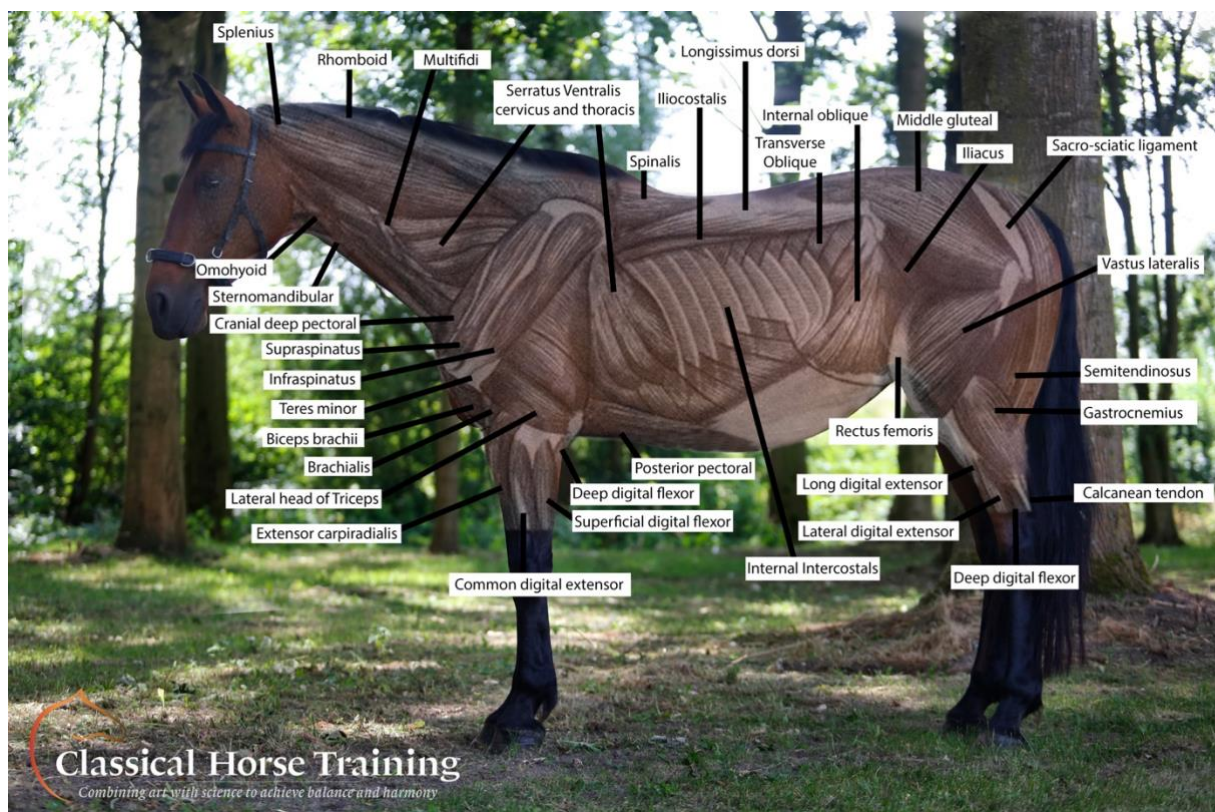 Splenius
Rhomboid
Multifidi
Serratus Ventralis
cervicus and thoracis
Longissimus dorsi
Iliocostalis
Internal oblique
Transverse
Oblique
Middle gluteal
Iliacus
Sacro-sciatic ligament
Spinalis
Omohyoid
Sternomandibular
Cranial deep pectoral
Supraspinatus
Infraspinatus
Teres minor
Biceps brachii
Brachialis
Lateral head of Triceps
Extensor carpiradialis
Vastus lateralis
Semitendinosus
Gastrocnemius
Rectus femoris
Posterior pectoral
Deep digital flexor
Superficial digital flexor
Long digital extensor
Calcanean tendon
Lateral digital extensor
Internal Intercostals
Common digital extensor
Deep digital flexor
Classical Horse Training
Combining art with science to achieve balance and harmony